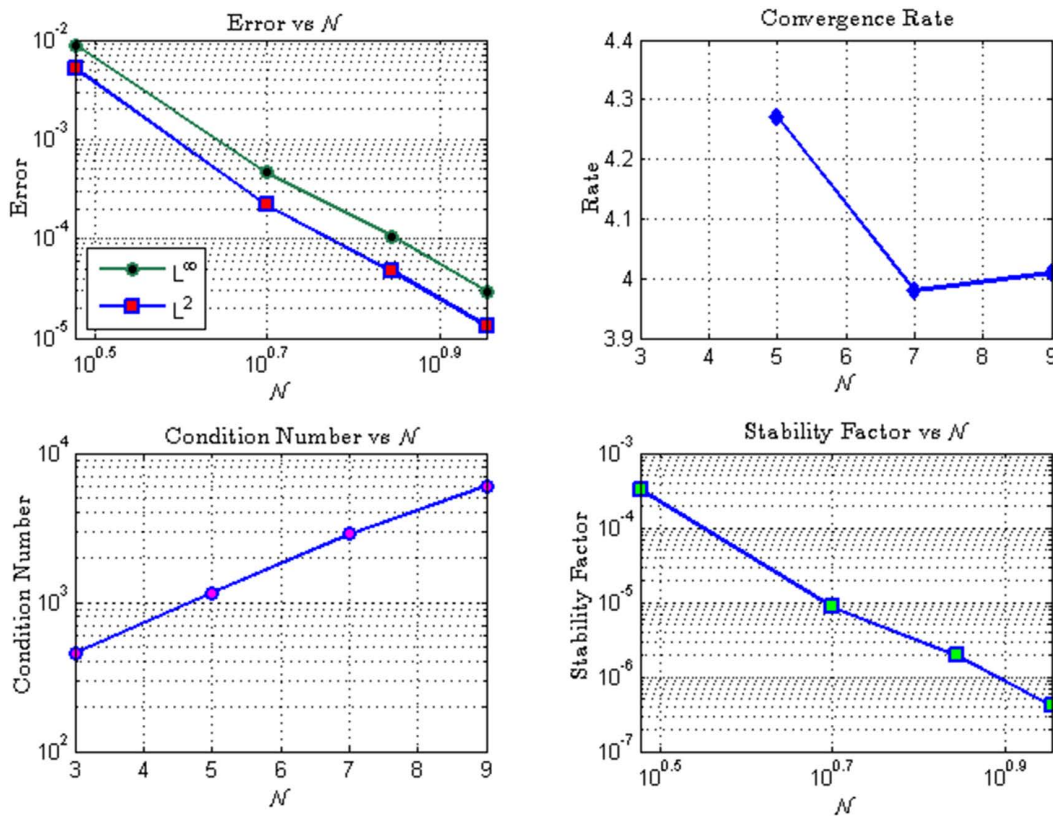 Error vs N
Error
10^-2
10^-3
10^-4
10^-5
L^∞
L^2
10^0.5 10^0.7 10^0.9
N
Convergence Rate
Rate
4.4
4.3
4.2
4.1
4
3.9
3 4 5 6 7 8 9
N
Condition Number vs N
Condition Number
10^4
10^3
10^2
3 4 5 6 7 8 9
N
Stability Factor vs N
Stability Factor
10^-3
10^-4
10^-5
10^-6
10^-7
10^0.5 10^0.7 10^0.9
N